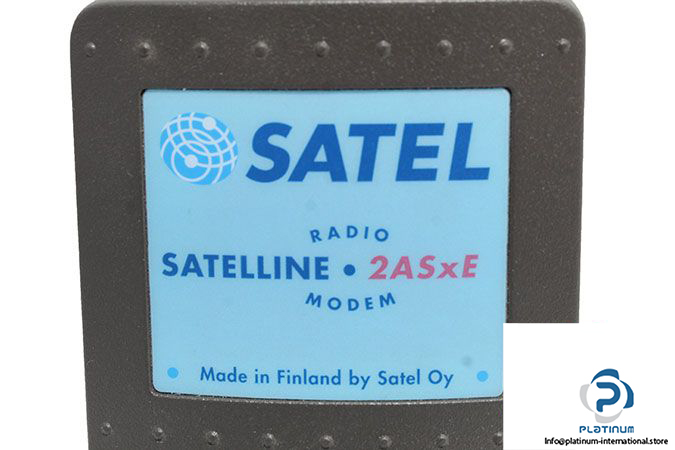 SATEL
RADIO
SATELLINE • 2ASxE
MODEM
• Made in Finland by Satel Oy •
PLATINUM
Info@platinum-international.store